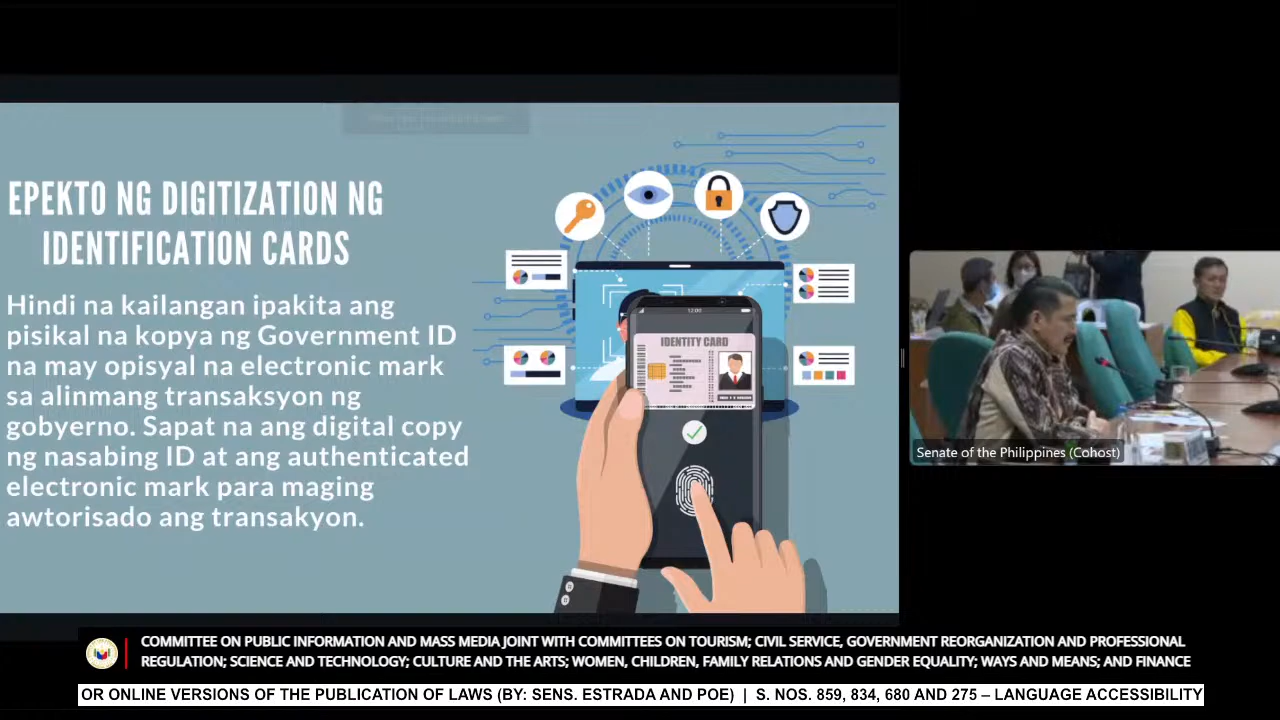 EPEKTO NG DIGITIZATION NG
IDENTIFICATION CARDS
Hindi na kailangan ipakita ang
pisikal na kopya ng Government ID
na may opisyal na electronic mark
sa alinmang transaksyon ng
gobyerno. Sapat na ang digital copy
ng nasabing ID at ang authenticated
electronic mark para maging
awtorisado ang transakyon.
12:00
IDENTITY CARD
Senate of the Philippines (Cohost)
COMMITTEE ON PUBLIC INFORMATION AND MASS MEDIA JOINT WITH COMMITTEES ON TOURISM; CIVIL SERVICE, GOVERNMENT REORGANIZATION AND PROFESSIONAL
REGULATION; SCIENCE AND TECHNOLOGY; CULTURE AND THE ARTS; WOMEN, CHILDREN, FAMILY RELATIONS AND GENDER EQUALITY; WAYS AND MEANS; AND FINANCE
OR ONLINE VERSIONS OF THE PUBLICATION OF LAWS (BY: SENS. ESTRADA AND POE) | S. NOS. 859, 834, 680 AND 275 – LANGUAGE ACCESSIBILITY